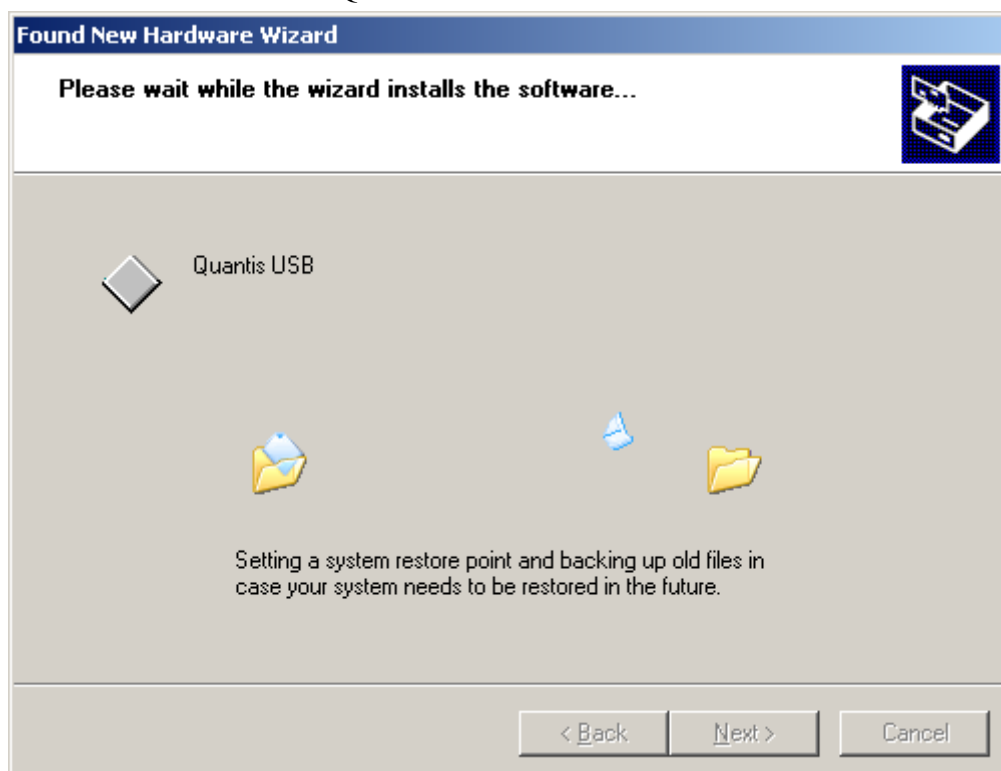 Found New Hardware Wizard
Please wait while the wizard installs the software...
Quantis USB
Setting a system restore point and backing up old files in
case your system needs to be restored in the future.
< Back
Next >
Cancel